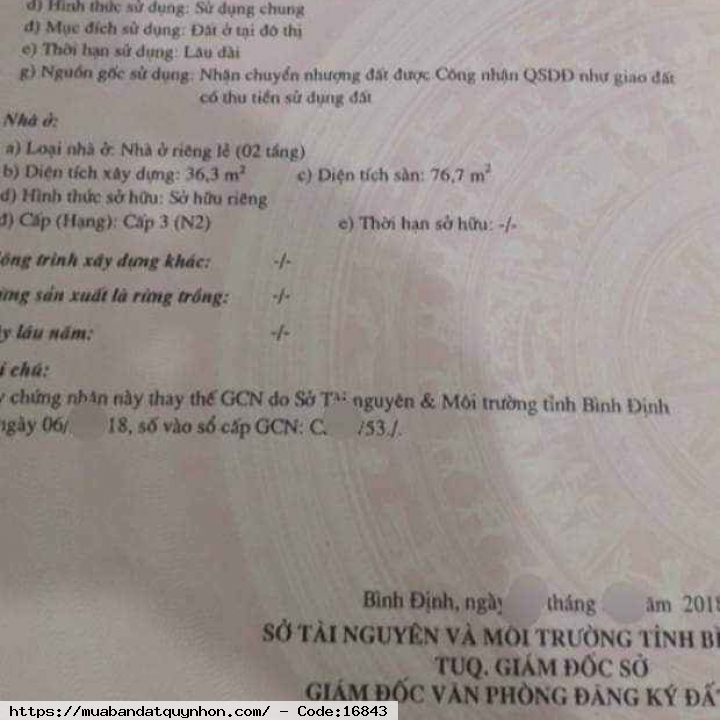 d) Hình thức sử dụng: Sử dụng chung
đ) Mục đích sử dụng: Đất ở tại đô thị
e) Thời hạn sử dụng: Lâu dài
g) Nguồn gốc sử dụng: Nhận chuyển nhượng đất được Công nhận QSDĐ như giao đất
có thu tiền sử dụng đất
Nhà ở:
a) Loại nhà ở: Nhà ở riêng lẻ (02 tầng)
b) Diện tích xây dựng: 36,3 m² c) Diện tích sàn: 76,7 m²
d) Hình thức sở hữu: Sở hữu riêng
đ) Cấp (Hạng): Cấp 3 (N2) e) Thời hạn sở hữu: -/-
ông trình xây dựng khác: -/-
ừng sản xuất là rừng trồng: -/-
y lâu năm: -/-
i chú:
y chứng nhận này thay thế GCN do Sở Tài nguyên & Môi trường tỉnh Bình Định
ngày 06/ 18, số vào sổ cấp GCN: C. /53./.
Bình Định, ngày tháng năm 2018
SỞ TÀI NGUYÊN VÀ MÔI TRƯỜNG TỈNH BÌ
TUQ. GIÁM ĐỐC SỞ
GIÁM ĐỐC VĂN PHÒNG ĐĂNG KÝ ĐẤ
https://muabandatquynhon.com/ - Code:16843